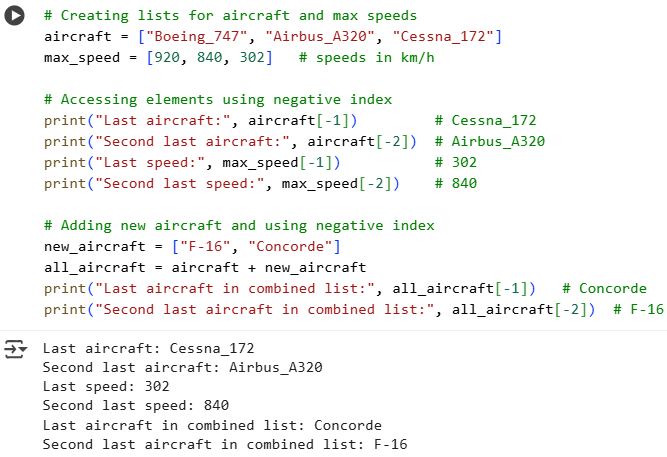 # Creating lists for aircraft and max speeds
aircraft = ["Boeing_747", "Airbus_A320", "Cessna_172"]
max_speed = [920, 840, 302]   # speeds in km/h
# Accessing elements using negative index
print("Last aircraft:", aircraft[-1])         # Cessna_172
print("Second last aircraft:", aircraft[-2])  # Airbus_A320
print("Last speed:", max_speed[-1])           # 302
print("Second last speed:", max_speed[-2])    # 840
# Adding new aircraft and using negative index
new_aircraft = ["F-16", "Concorde"]
all_aircraft = aircraft + new_aircraft
print("Last aircraft in combined list:", all_aircraft[-1])   # Concorde
print("Second last aircraft in combined list:", all_aircraft[-2])  # F-16
Last aircraft: Cessna_172
Second last aircraft: Airbus_A320
Last speed: 302
Second last speed: 840
Last aircraft in combined list: Concorde
Second last aircraft in combined list: F-16